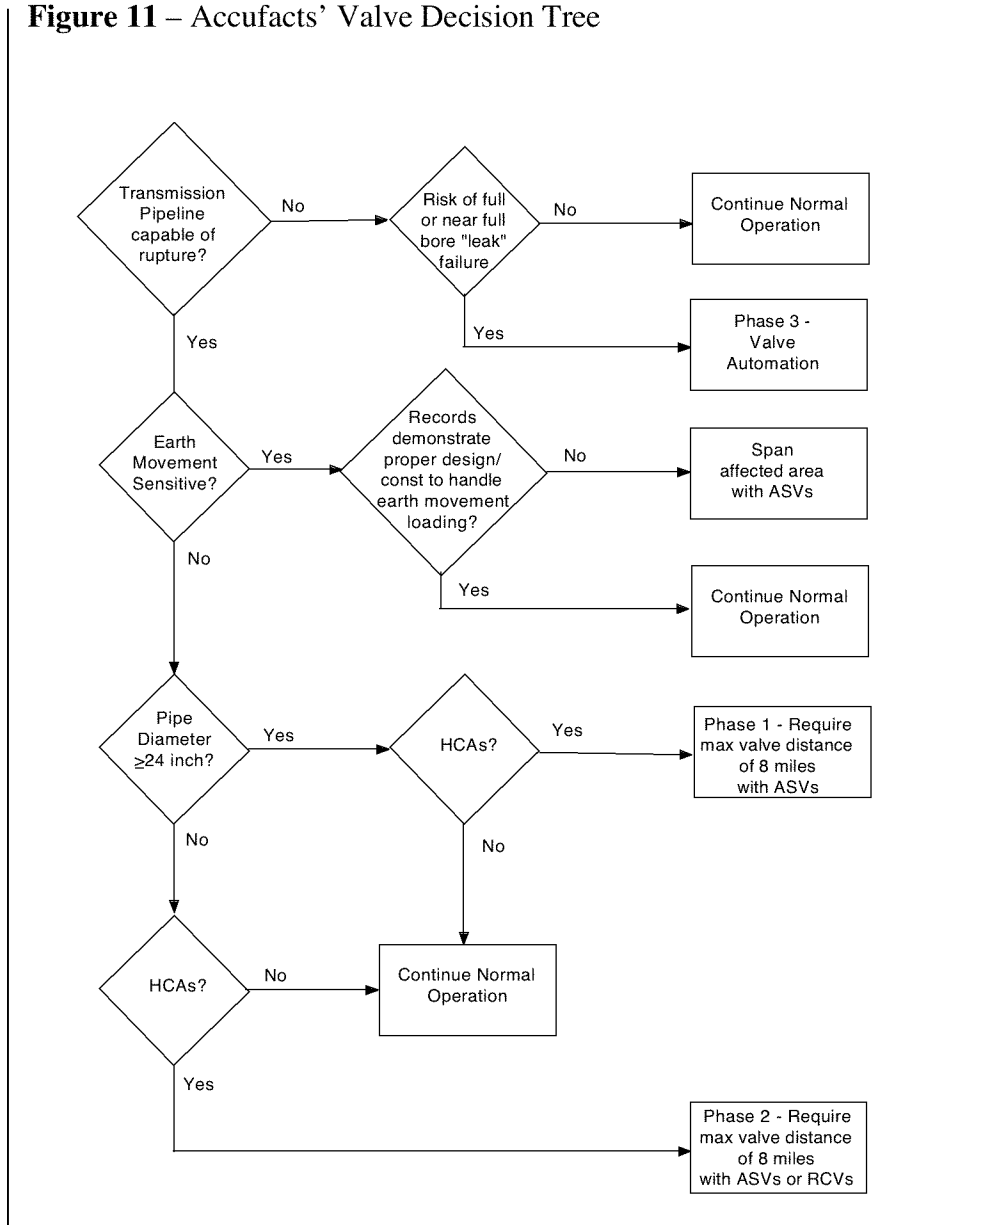 Figure 11 – Accufacts' Valve Decision Tree
Transmission
Pipeline
capable of
rupture?
No
Risk of full
or near full
bore "leak"
failure
No
Continue Normal
Operation
Yes
Phase 3 -
Valve
Automation
Yes
Earth
Movement
Sensitive?
Yes
Records
demonstrate
proper design/
const to handle
earth movement
loading?
No
Span
affected area
with ASVs
Yes
Continue Normal
Operation
No
Pipe
Diameter
≥24 inch?
Yes
HCAs?
Yes
Phase 1 - Require
max valve distance
of 8 miles
with ASVs
No
No
HCAs?
No
Continue Normal
Operation
Yes
Phase 2 - Require
max valve distance
of 8 miles
with ASVs or RCVs